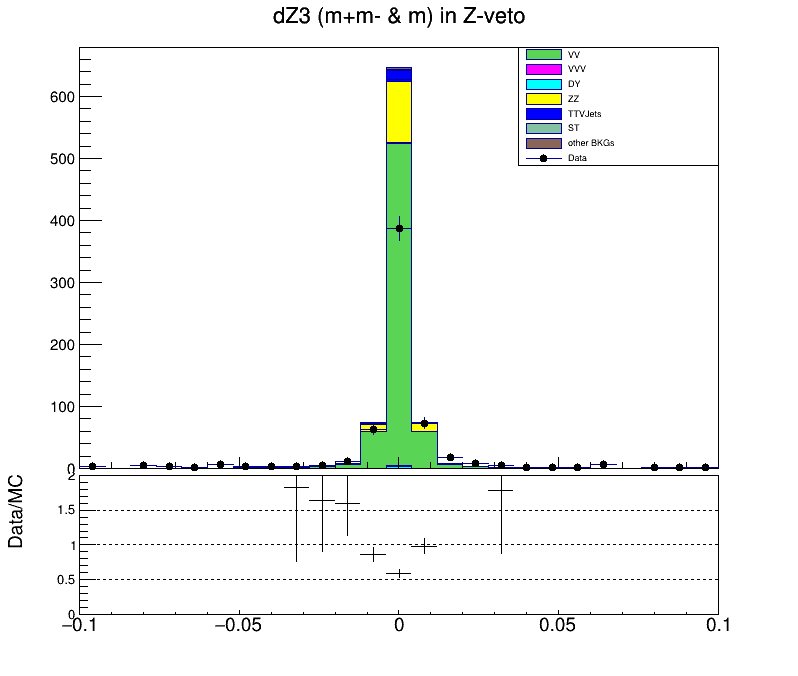 dZ3 (m+m- & m) in Z-veto
VV
VVV
DY
ZZ
TTVJets
ST
other BKGs
Data
600
500
400
300
200
100
0
Data/MC
2
1.5
1
0.5
0
−0.1
−0.05
0
0.05
0.1